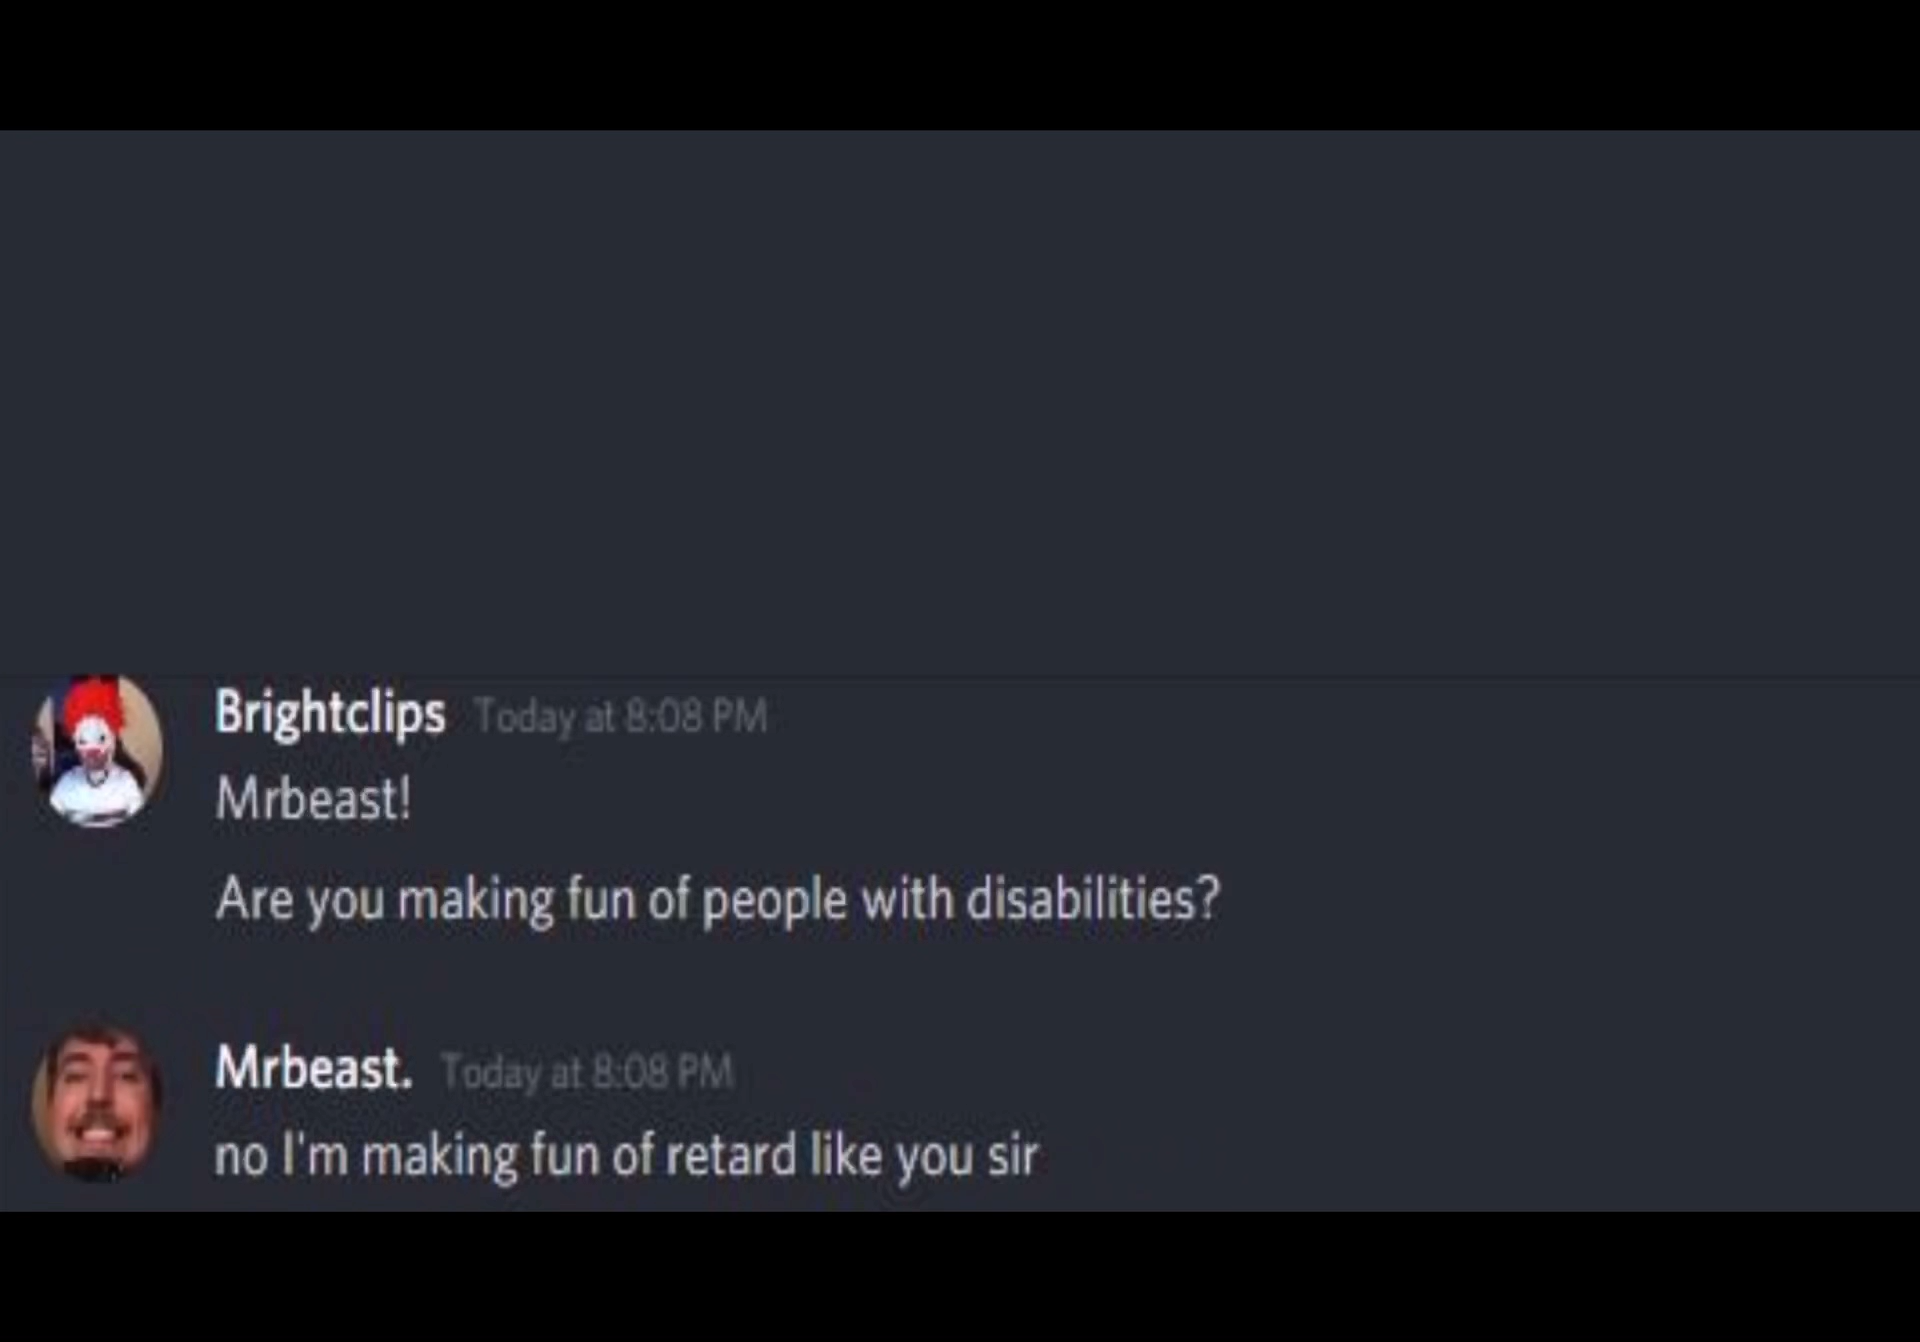 Brightclips Today at 8:08 PM
Mrbeast!
Are you making fun of people with disabilities?
Mrbeast. Today at 8:08 PM
no I'm making fun of retard like you sir